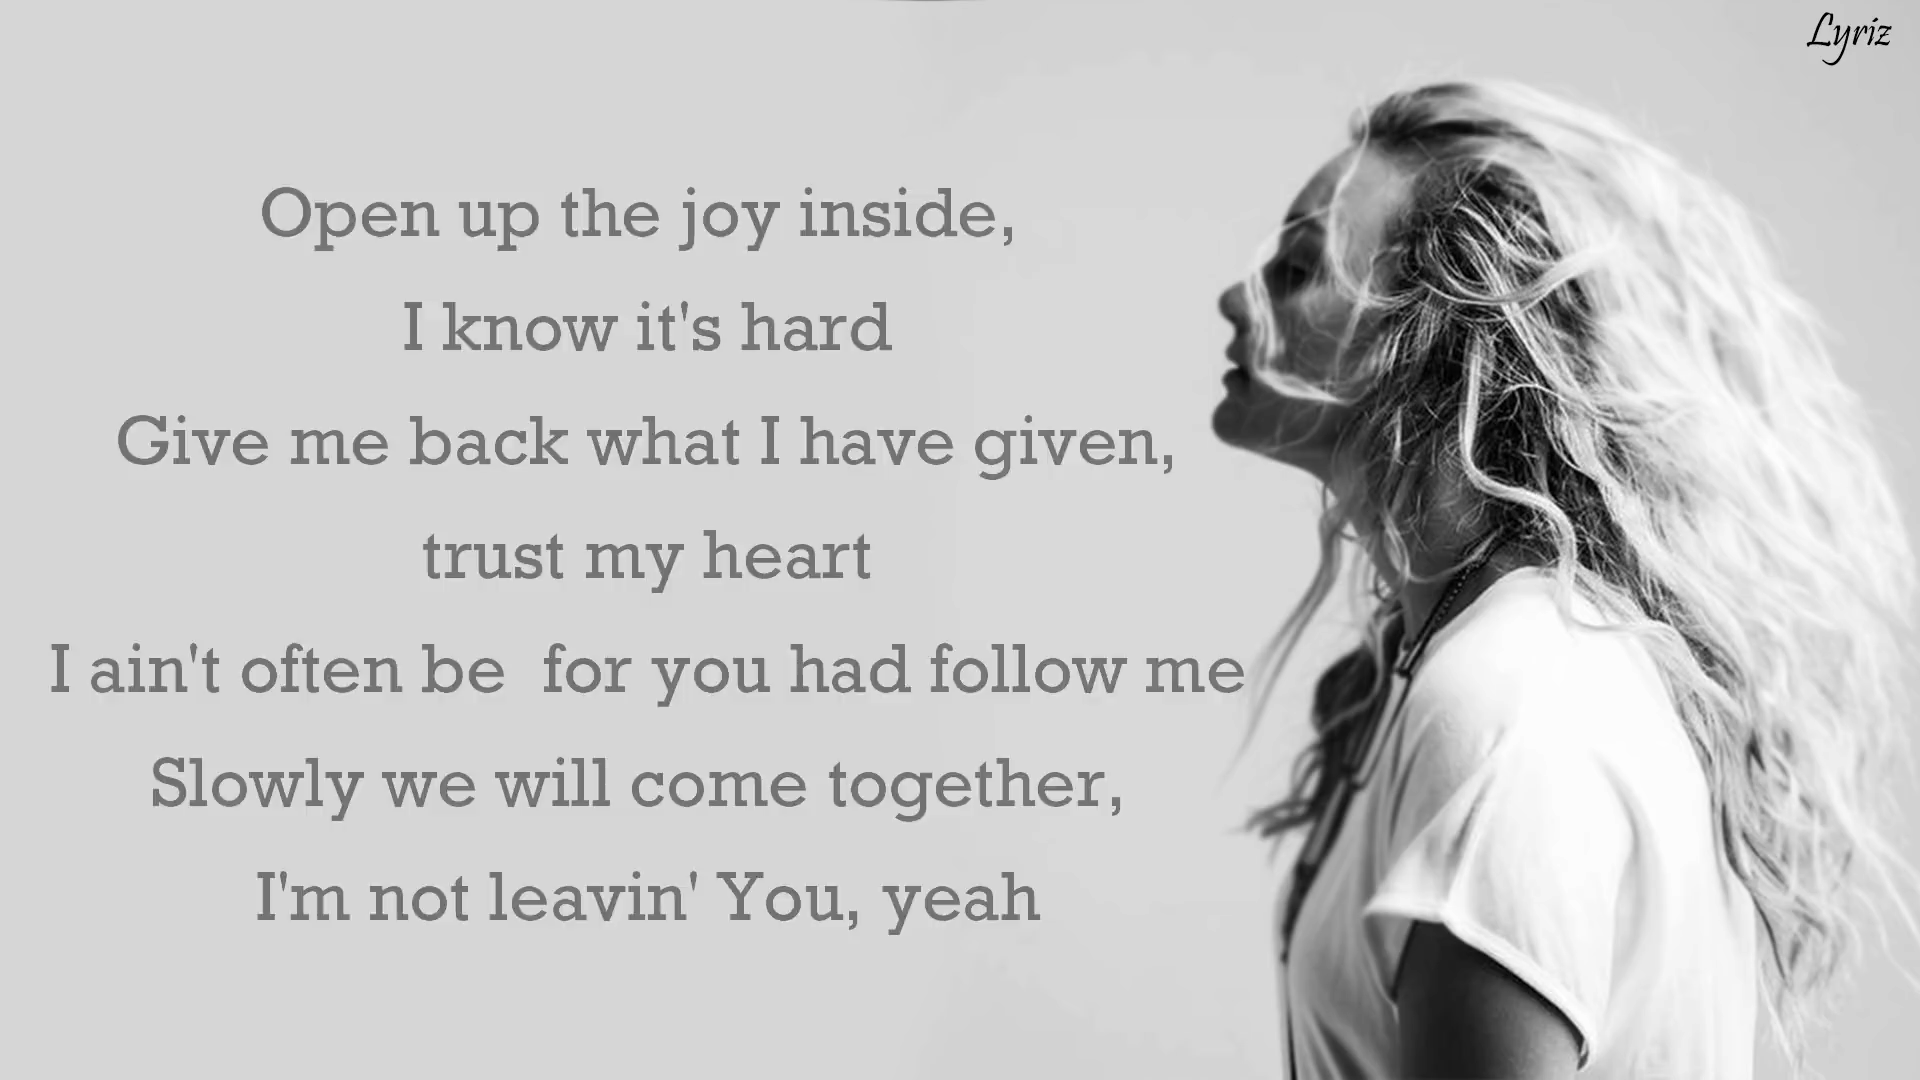 Lyriz
Open up the joy inside,
I know it's hard
Give me back what I have given,
trust my heart
I ain't often be  for you had follow me
Slowly we will come together,
I'm not leavin' You, yeah